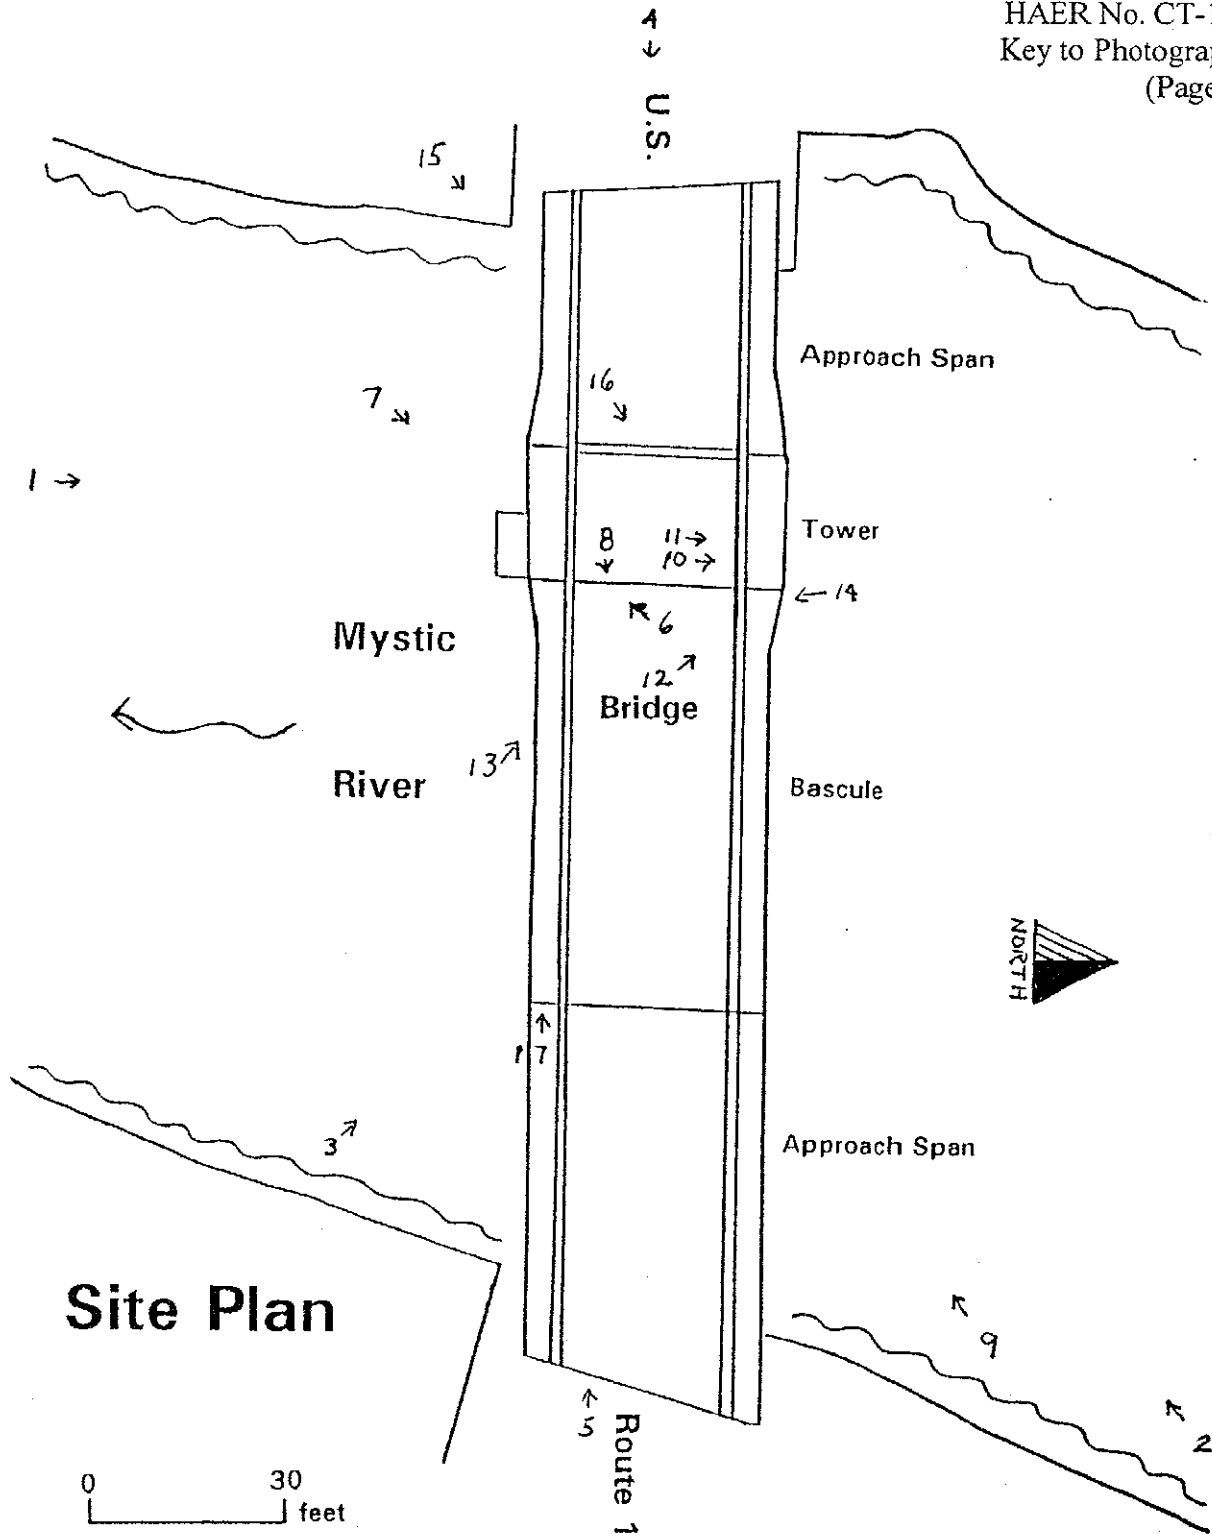 HAER No. CT-1
Key to Photograp
(Page
4
U.S.
15
Approach Span
16
7
1
8
11
10
Tower
14
6
Mystic
12
Bridge
13
River
Bascule
NORTH
17
3
Approach Span
Site Plan
9
2
5
Route 1
0 30
feet